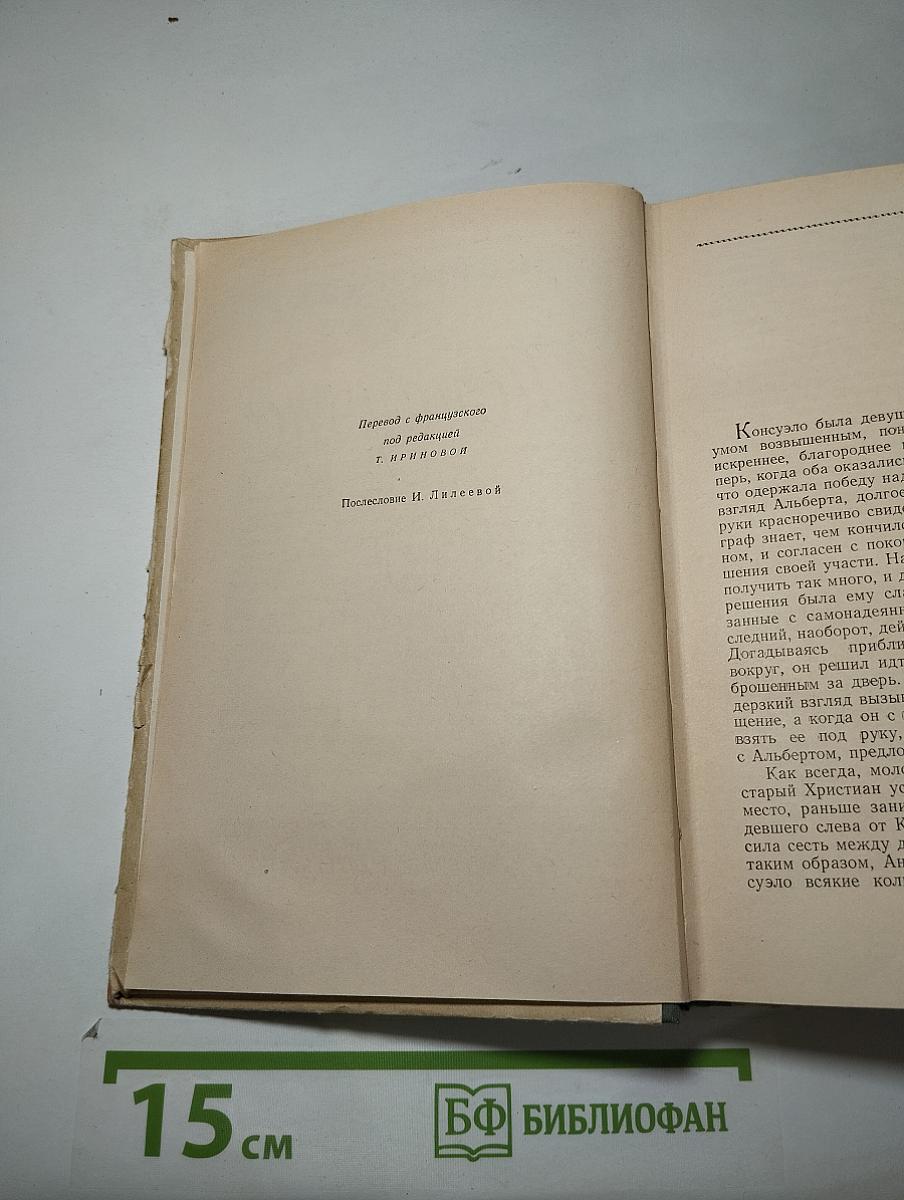 Перевод с французского
под редакцией
Т. ИРИНОВОЙ
Послесловие И. Лилеевой
Консуэло была девуш
умом возвышенным, пон
искреннее, благороднее
перь, когда оба оказалис
что одержала победу над
взгляд Альберта, долгое
руки красноречиво свиде
граф знает, чем кончилс
ном, и согласен с поко
шения своей участи. На
получить так много, и д
решения была ему сла
занные с самонадеянн
следний, наоборот, дей
Догадываясь прибли
вокруг, он решил идт
брошенным за дверь.
дерзкий взгляд вызы
щение, а когда он с
взять ее под руку,
с Альбертом, предло
Как всегда, моло
старый Христиан ус
место, раньше зани
девшего слева от К
сила сесть между д
таким образом, Ан
суэло всякие кол
15 см
БФ БИБЛИОФАН